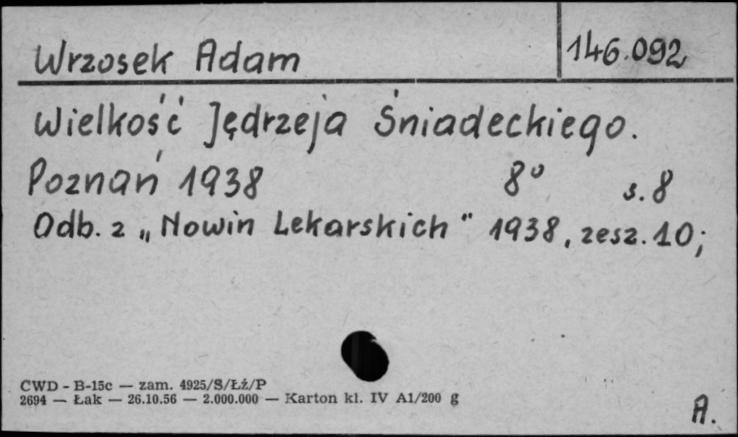 Wrzosek Adam 146.092
Wielkość Jędrzeja Śniadeckiego.
Poznań 1938 8° s. 8
Odb. z „Nowin Lekarskich" 1938, zesz. 10;
CWD - B-15c — zam. 4925/S/Łż/P
2694 — Łak — 26.10.56 — 2.000.000 — Karton kl. IV A1/200 g
A.